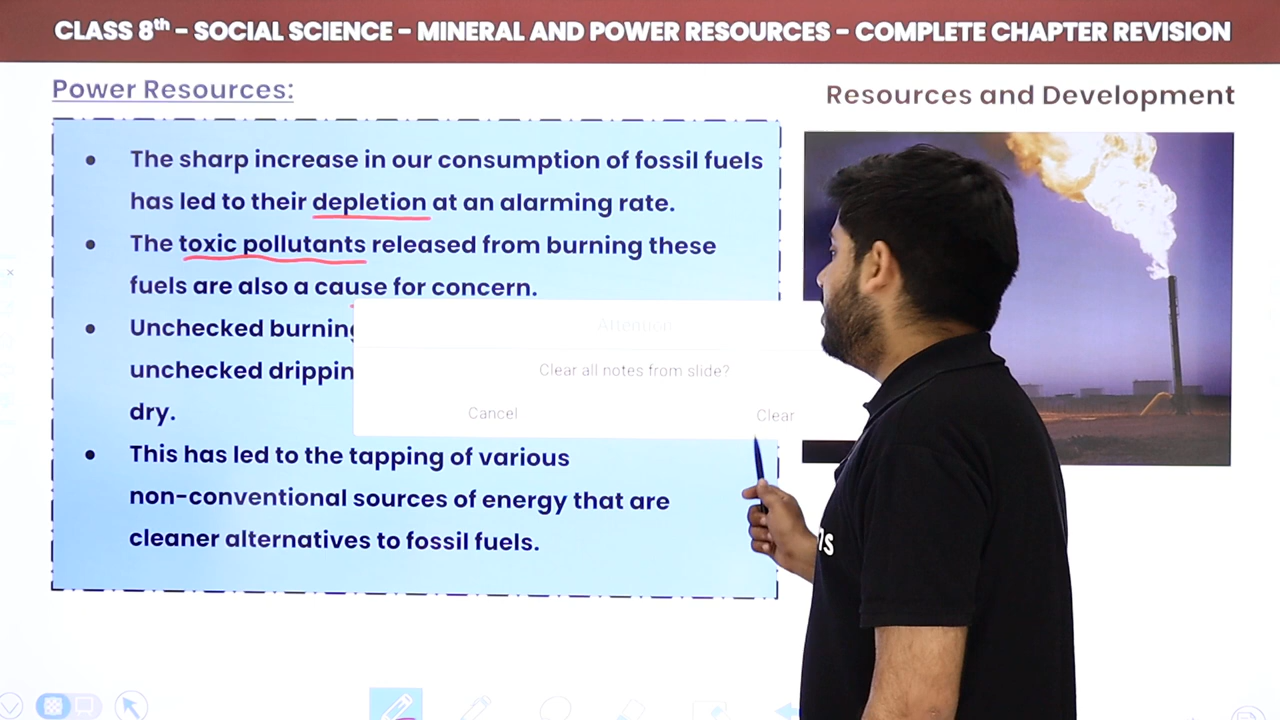 CLASS 8th – SOCIAL SCIENCE – MINERAL AND POWER RESOURCES – COMPLETE CHAPTER REVISION
Power Resources:
Resources and Development
• The sharp increase in our consumption of fossil fuels
has led to their depletion at an alarming rate.
• The toxic pollutants released from burning these
fuels are also a cause for concern.
• Unchecked burning
unchecked
dry.
Attention
Clear all notes from slide?
Cancel Clear
• This has led to the tapping of various
non-conventional sources of energy that are
cleaner alternatives to fossil fuels.